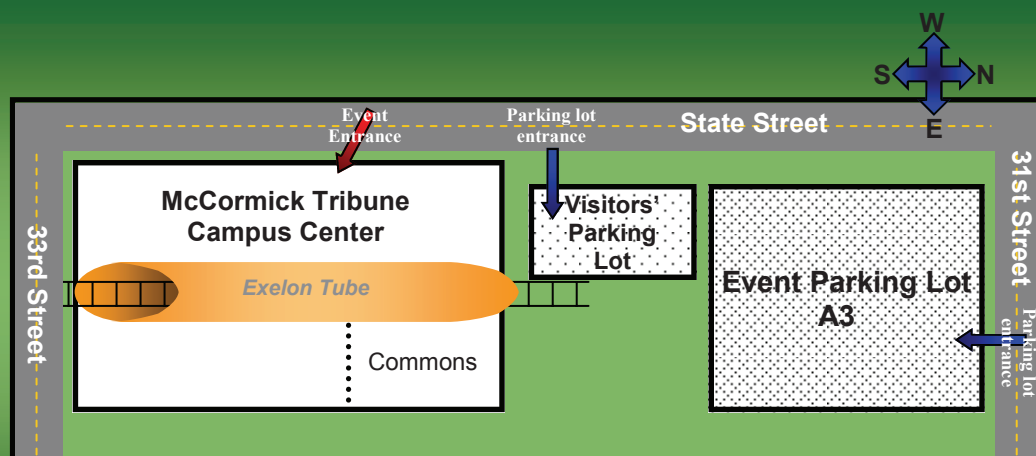 W
S
N
E
Event
Entrance
Parking lot
entrance
State Street
McCormick Tribune
Campus Center
Visitors'
Parking
Lot
33rd Street
31st Street
Exelon Tube
Event Parking Lot
A3
Parking lot
entrance
Commons